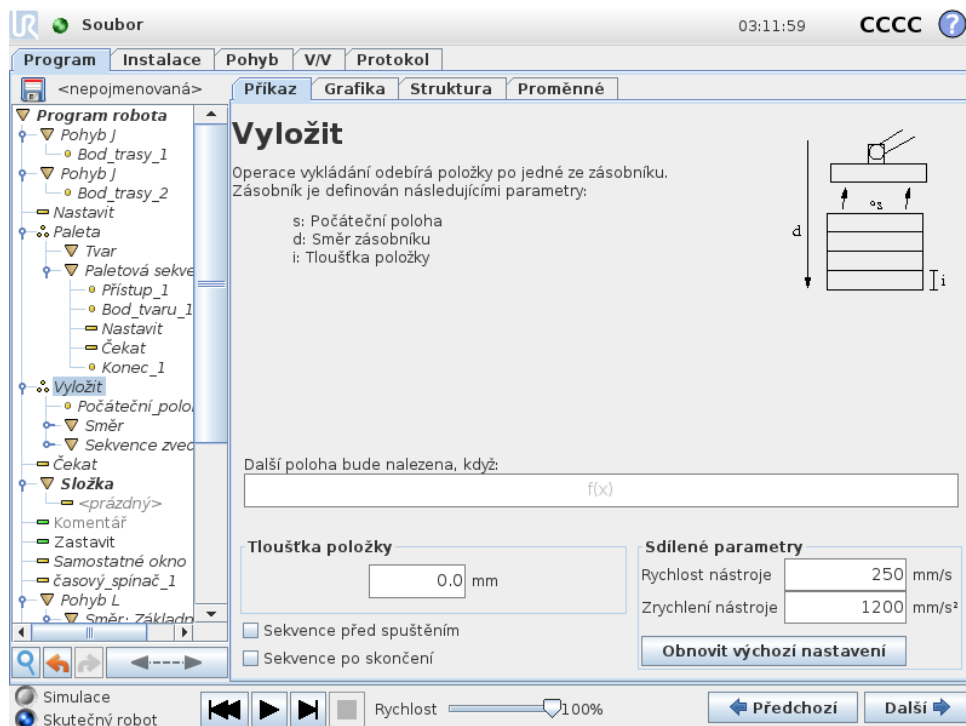 UR Soubor 03:11:59 CCCC ?
Program Instalace Pohyb V/V Protokol
<nepojmenovaná>
Příkaz Grafika Struktura Proměnné
Program robota
Pohyb J
Bod_trasy_1
Pohyb J
Bod_trasy_2
Nastavit
Paleta
Tvar
Paletová sekve
Přístup_1
Bod_tvaru_1
Nastavit
Čekat
Konec_1
Vyložit
Počáteční_polo
Směr
Sekvence zved
Čekat
Složka
<prázdný>
Komentář
Zastavit
Samostatné okno
časový_spínač_1
Pohyb L
Směr: Základn
Vyložit
Operace vykládání odebírá položky po jedné ze zásobníku.
Zásobník je definován následujícími parametry:
s: Počáteční poloha
d: Směr zásobníku
i: Tloušťka položky
s
d
i
Další poloha bude nalezena, když:
f(x)
Tloušťka položky
0.0 mm
Sekvence před spuštěním
Sekvence po skončení
Sdílené parametry
Rychlost nástroje 250 mm/s
Zrychlení nástroje 1200 mm/s²
Obnovit výchozí nastavení
Simulace
Skutečný robot
Rychlost 100%
Předchozí Další